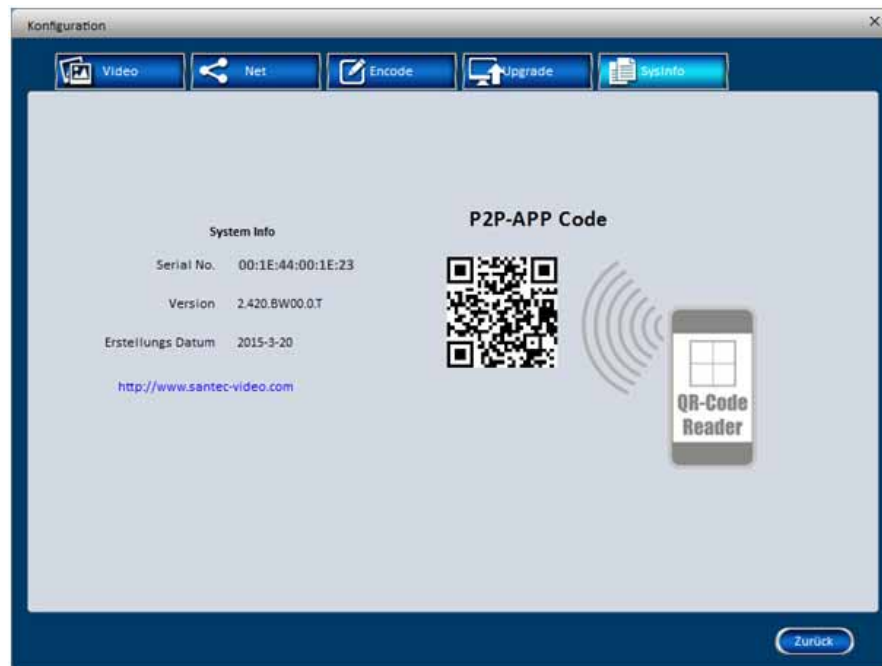 Konfiguration
Video
Net
Encode
Upgrade
SysInfo
System Info
Serial No. 00:1E:44:00:1E:23
Version 2.420.BW00.0.T
Erstellungs Datum 2015-3-20
http://www.santec-video.com
P2P-APP Code
QR-Code
Reader
Zurück